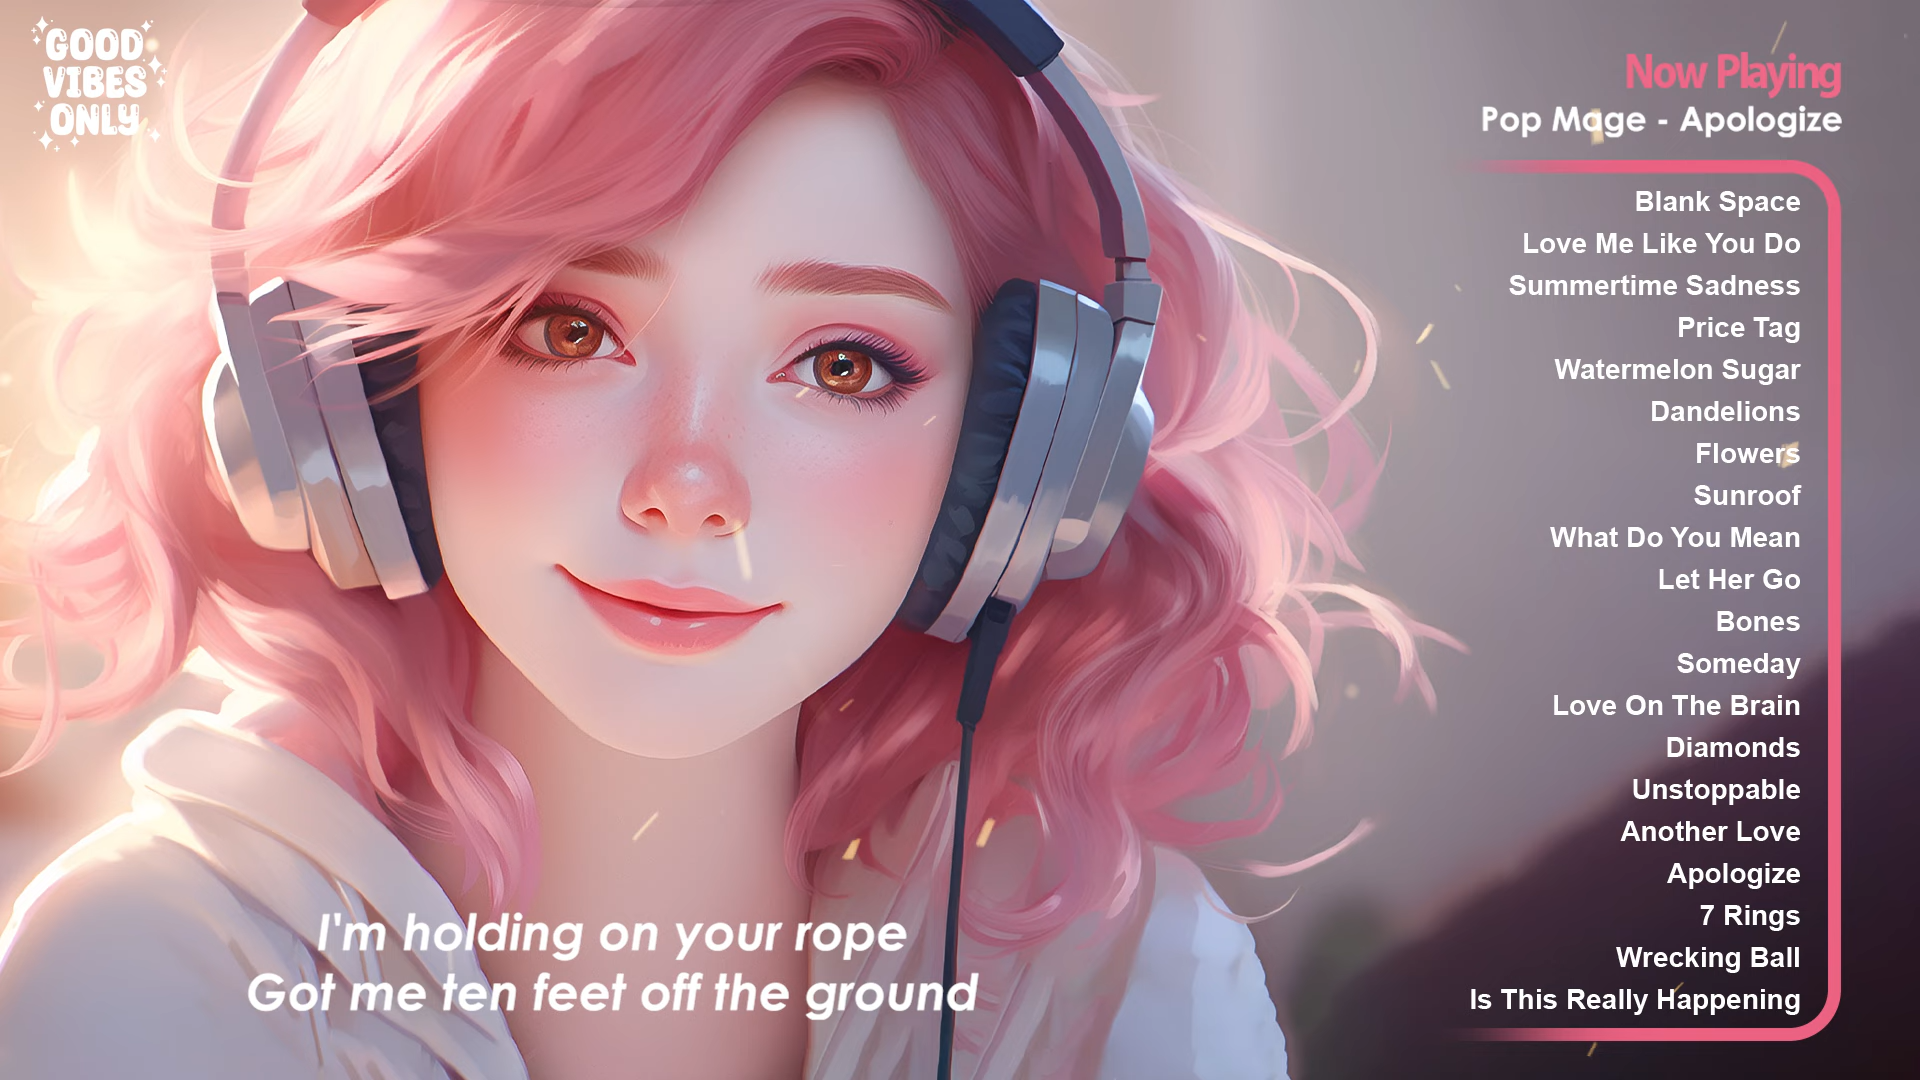 GOOD
VIBES
ONLY
Now Playing
Pop Mage - Apologize
Blank Space
Love Me Like You Do
Summertime Sadness
Price Tag
Watermelon Sugar
Dandelions
Flowers
Sunroof
What Do You Mean
Let Her Go
Bones
Someday
Love On The Brain
Diamonds
Unstoppable
Another Love
Apologize
7 Rings
Wrecking Ball
Is This Really Happening
I'm holding on your rope
Got me ten feet off the ground